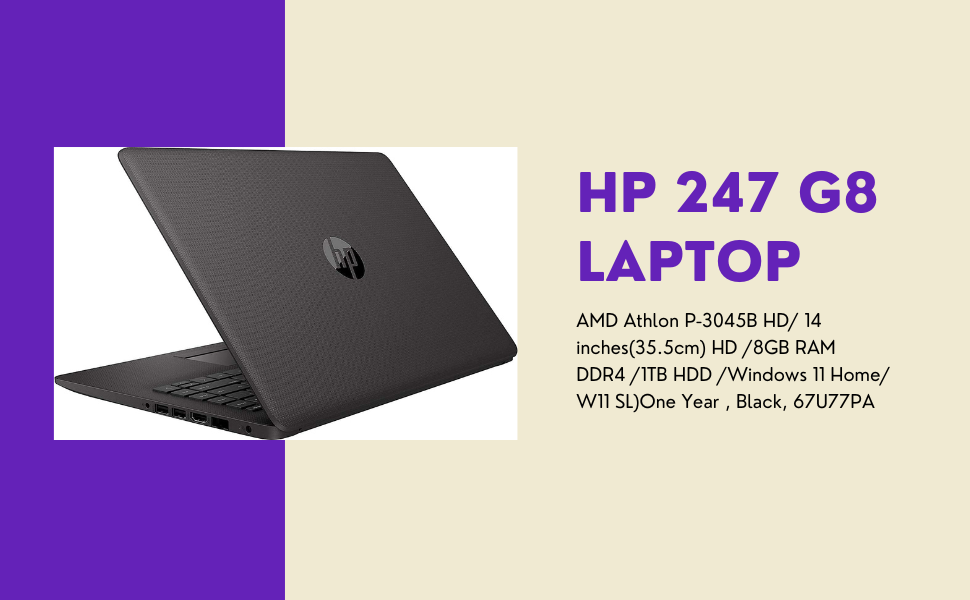 hp
HP 247 G8
LAPTOP
AMD Athlon P-3045B HD/ 14
inches(35.5cm) HD /8GB RAM
DDR4 /1TB HDD /Windows 11 Home/
W11 SL)One Year , Black, 67U77PA